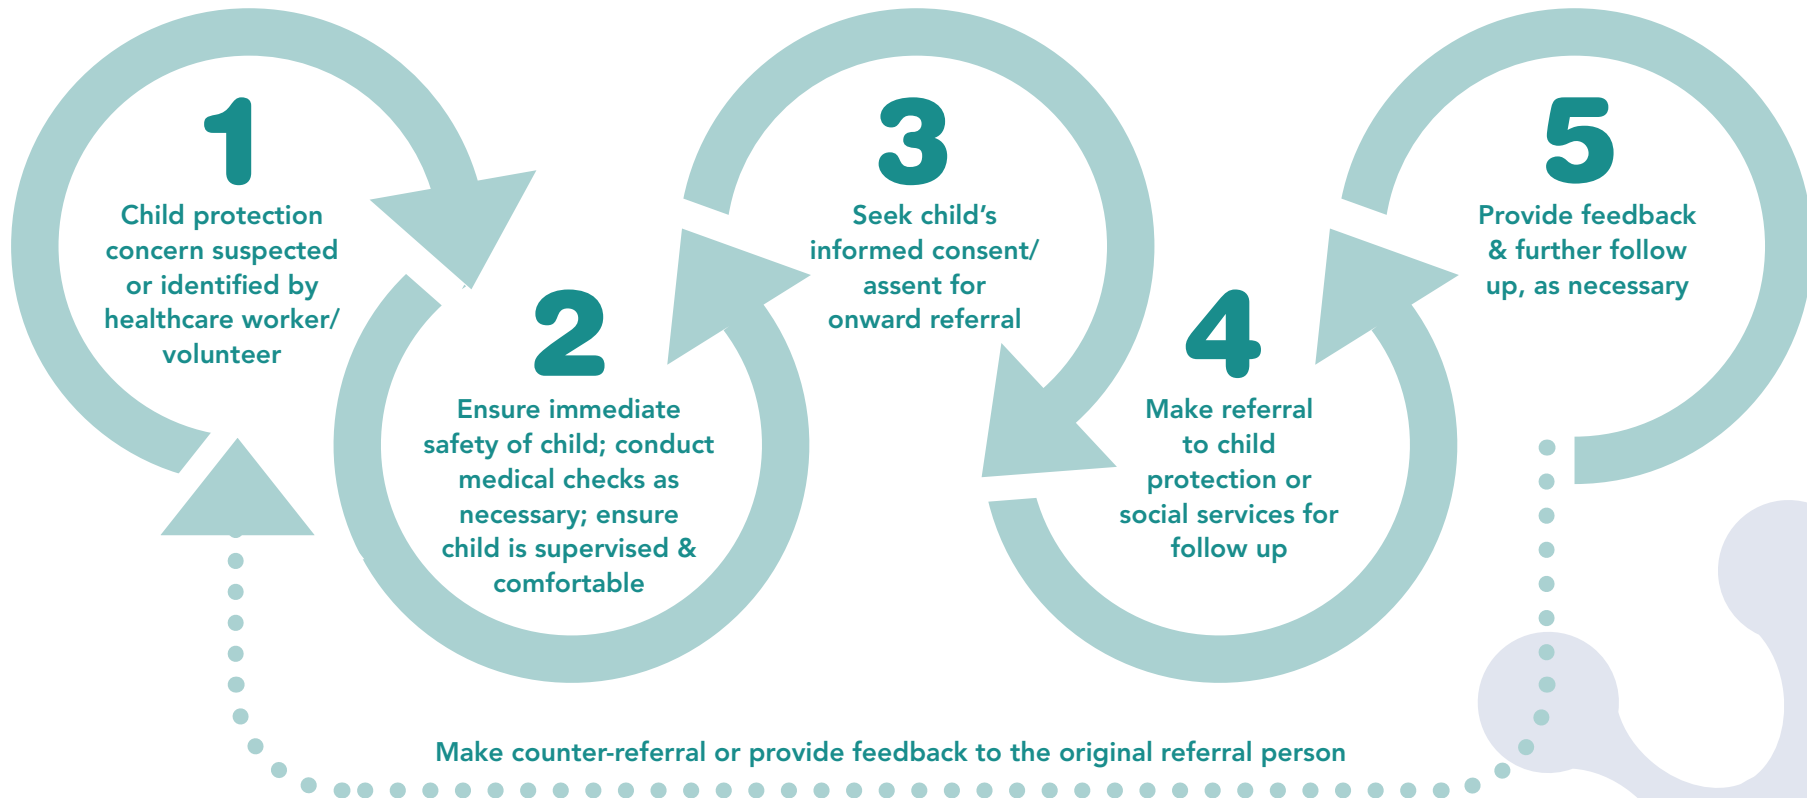 1
Child protection
concern suspected
or identified by
healthcare worker/
volunteer
2
Ensure immediate
safety of child; conduct
medical checks as
necessary; ensure
child is supervised &
comfortable
3
Seek child’s
informed consent/
assent for
onward referral
4
Make referral
to child
protection or
social services for
follow up
5
Provide feedback
& further follow
up, as necessary
Make counter-referral or provide feedback to the original referral person